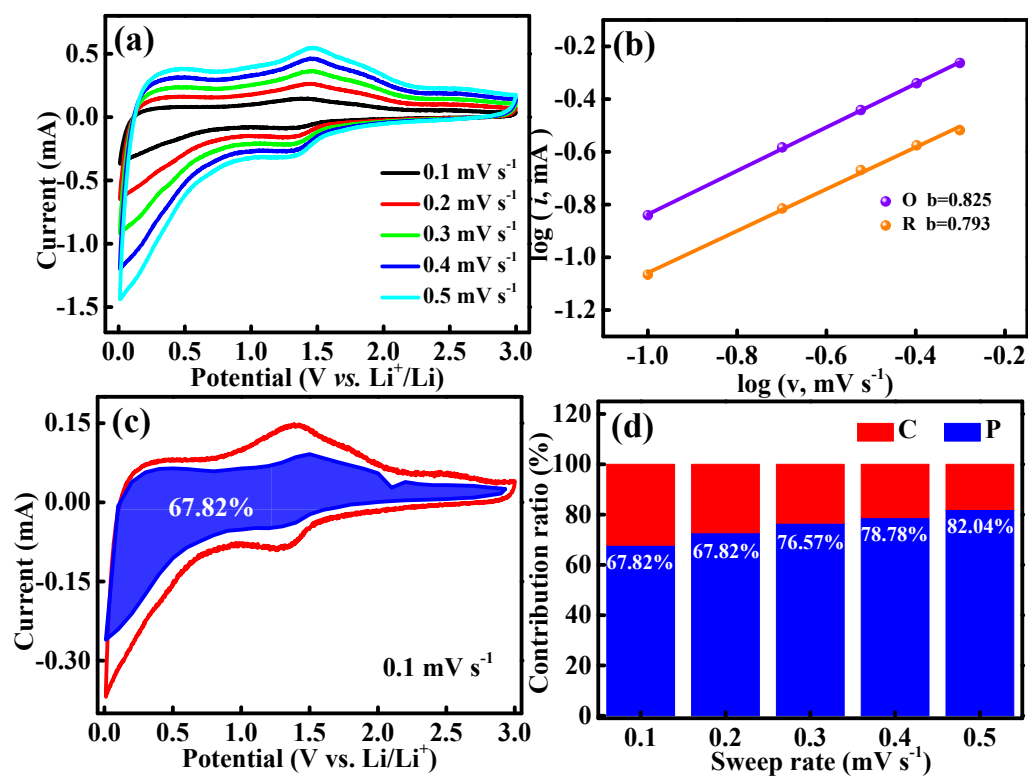 (a)
0.5
0.0
-0.5
-1.0
-1.5
Current (mA)
0.1 mV s⁻¹
0.2 mV s⁻¹
0.3 mV s⁻¹
0.4 mV s⁻¹
0.5 mV s⁻¹
0.0 0.5 1.0 1.5 2.0 2.5 3.0
Potential (V vs. Li⁺/Li)
(b)
-0.2
-0.4
-0.6
-0.8
-1.0
-1.2
log (i, mA)
O b=0.825
R b=0.793
-1.0 -0.8 -0.6 -0.4 -0.2
log (v, mV s⁻¹)
(c)
0.15
0.00
-0.15
-0.30
Current (mA)
67.82%
0.1 mV s⁻¹
0.0 0.5 1.0 1.5 2.0 2.5 3.0
Potential (V vs. Li/Li⁺)
(d)
C P
120
100
80
60
40
20
0
Contribution ratio (%)
67.82% 67.82% 76.57% 78.78% 82.04%
0.1 0.2 0.3 0.4 0.5
Sweep rate (mV s⁻¹)